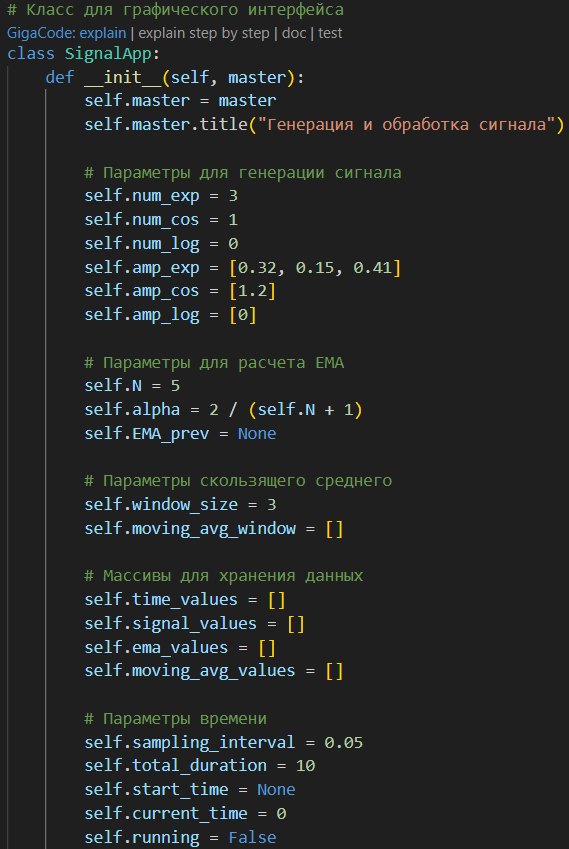 # Класс для графического интерфейса
GigaCode: explain | explain step by step | doc | test
class SignalApp:
    def __init__(self, master):
        self.master = master
        self.master.title("Генерация и обработка сигнала")
        # Параметры для генерации сигнала
        self.num_exp = 3
        self.num_cos = 1
        self.num_log = 0
        self.amp_exp = [0.32, 0.15, 0.41]
        self.amp_cos = [1.2]
        self.amp_log = [0]
        # Параметры для расчета EMA
        self.N = 5
        self.alpha = 2 / (self.N + 1)
        self.EMA_prev = None
        # Параметры скользящего среднего
        self.window_size = 3
        self.moving_avg_window = []
        # Массивы для хранения данных
        self.time_values = []
        self.signal_values = []
        self.ema_values = []
        self.moving_avg_values = []
        # Параметры времени
        self.sampling_interval = 0.05
        self.total_duration = 10
        self.start_time = None
        self.current_time = 0
        self.running = False